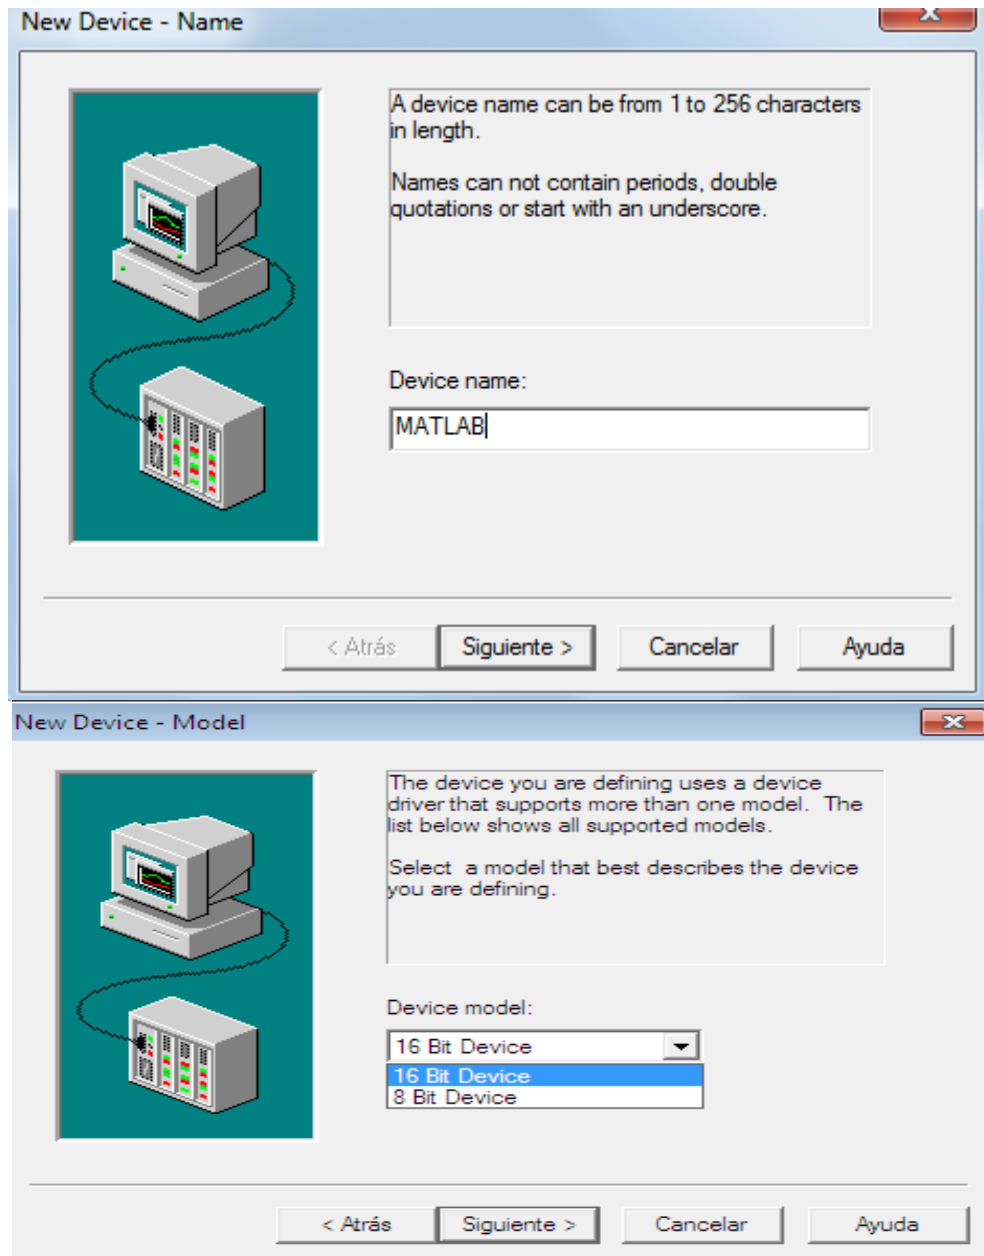 New Device - Name
A device name can be from 1 to 256 characters
in length.
Names can not contain periods, double
quotations or start with an underscore.
Device name:
MATLAB
< Atrás
Siguiente >
Cancelar
Ayuda
New Device - Model
The device you are defining uses a device
driver that supports more than one model. The
list below shows all supported models.
Select a model that best describes the device
you are defining.
Device model:
16 Bit Device
16 Bit Device
8 Bit Device
< Atrás
Siguiente >
Cancelar
Ayuda